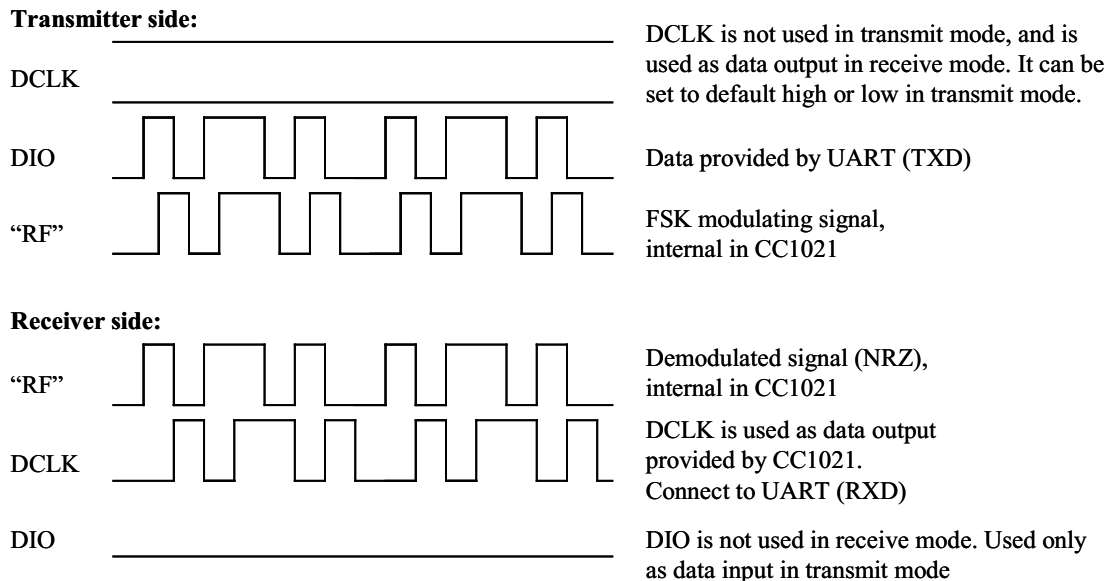 Transmitter side:
DCLK is not used in transmit mode, and is
used as data output in receive mode. It can be
set to default high or low in transmit mode.
DCLK
DIO
Data provided by UART (TXD)
“RF”
FSK modulating signal,
internal in CC1021
Receiver side:
“RF”
Demodulated signal (NRZ),
internal in CC1021
DCLK
DCLK is used as data output
provided by CC1021.
Connect to UART (RXD)
DIO
DIO is not used in receive mode. Used only
as data input in transmit mode